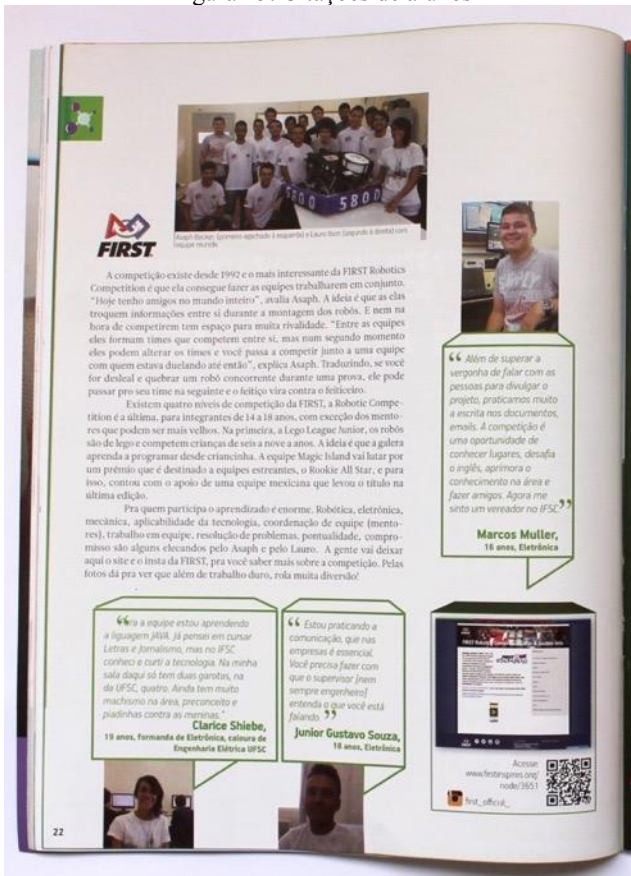 FIRST
5800
5800
Asaph Becker, (primeiro agachado à esquerda) e Lauro Ibsn (segundo à direita) com
equipe reunida.
A competição existe desde 1992 e o mais interessante da FIRST Robotics
Competition é que ela consegue fazer as equipes trabalharem em conjunto.
“Hoje tenho amigos no mundo inteiro”, avalia Asaph. A ideia é que as elas
troquem informações entre si durante a montagem dos robôs. E nem na
hora de competirem tem espaço para muita rivalidade. “Entre as equipes
eles formam times que competem entre si, mas num segundo momento
eles podem alterar os times e você passa a competir junto a uma equipe
com quem estava duelando até então”, explica Asaph. Traduzindo, se você
for desleal e quebrar um robô concorrente durante uma prova, ele pode
passar pro seu time na seguinte e o feitiço vira contra o feiticeiro.
Existem quatro níveis de competição da FIRST, a Robotic Compe-
tition é a última, para integrantes de 14 a 18 anos, com exceção dos mento-
res que podem ser mais velhos. Na primeira, a Lego League Junior, os robôs
são de lego e competem crianças de seis a nove a anos. A ideia é que a galera
aprenda a programar desde criancinha. A equipe Magic Island vai lutar por
um prêmio que é destinado a equipes estreantes, o Rookie All Star, e para
isso, contou com o apoio de uma equipe mexicana que levou o título na
última edição.
Pra quem participa o aprendizado é enorme. Robótica, eletrônica,
mecânica, aplicabilidade da tecnologia, coordenação de equipe (mento-
res), trabalho em equipe, resolução de problemas, pontualidade, compro-
misso são alguns elecandos pelo Asaph e pelo Lauro. A gente vai deixar
aqui o site e o insta da FIRST, pra você saber mais sobre a competição. Pelas
fotos dá pra ver que além de trabalho duro, rola muita diversão!
“Além de superar a
vergonha de falar com as
pessoas para divulgar o
projeto, praticamos muito
a escrita nos documentos,
emails. A competição é
uma oportunidade de
conhecer lugares, desafia
o inglês, aprimora o
conhecimento na área e
fazer amigos. Agora me
sinto um vereador no IFSC”
Marcos Muller,
16 anos, Eletrônica
ra a equipe estou aprendendo
a liguagem JAVA. Já pensei em cursar
Letras e Jornalismo, mas no IFSC
conheci e curti a tecnologia. Na minha
sala daqui só tem duas garotas, na
da UFSC, quatro. Ainda tem muito
machismo na área, preconceito e
piadinhas contra as meninas.”
Clarice Shiebe,
19 anos, formanda de Eletrônica, caloura de
Engenharia Elétrica UFSC
“Estou praticando a
comunicação, que nas
empresas é essencial.
Você precisa fazer com
que o supervisor [nem
sempre engenheiro]
entenda o que você está
falando.”
Junior Gustavo Souza,
18 anos, Eletrônica
Acesse:
www.firstinspires.org/
node/3651
first_official_
22